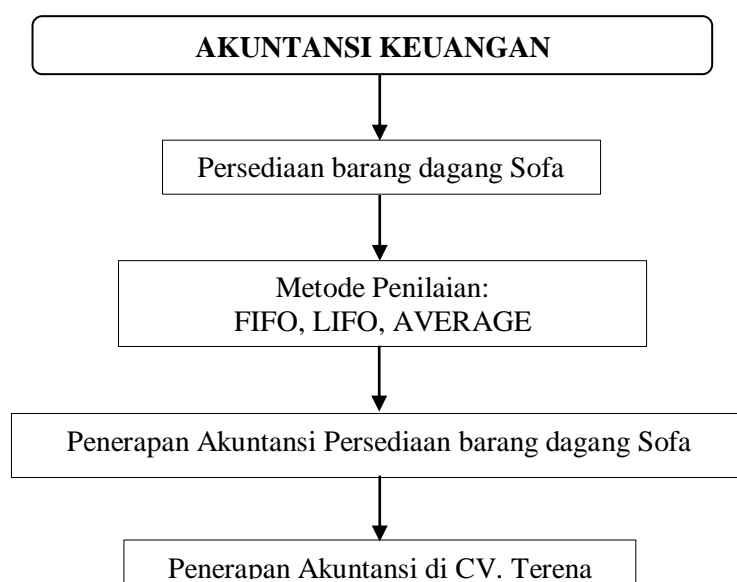 AKUNTANSI KEUANGAN
Persediaan barang dagang Sofa
Metode Penilaian:
FIFO, LIFO, AVERAGE
Penerapan Akuntansi Persediaan barang dagang Sofa
Penerapan Akuntansi di CV. Terena